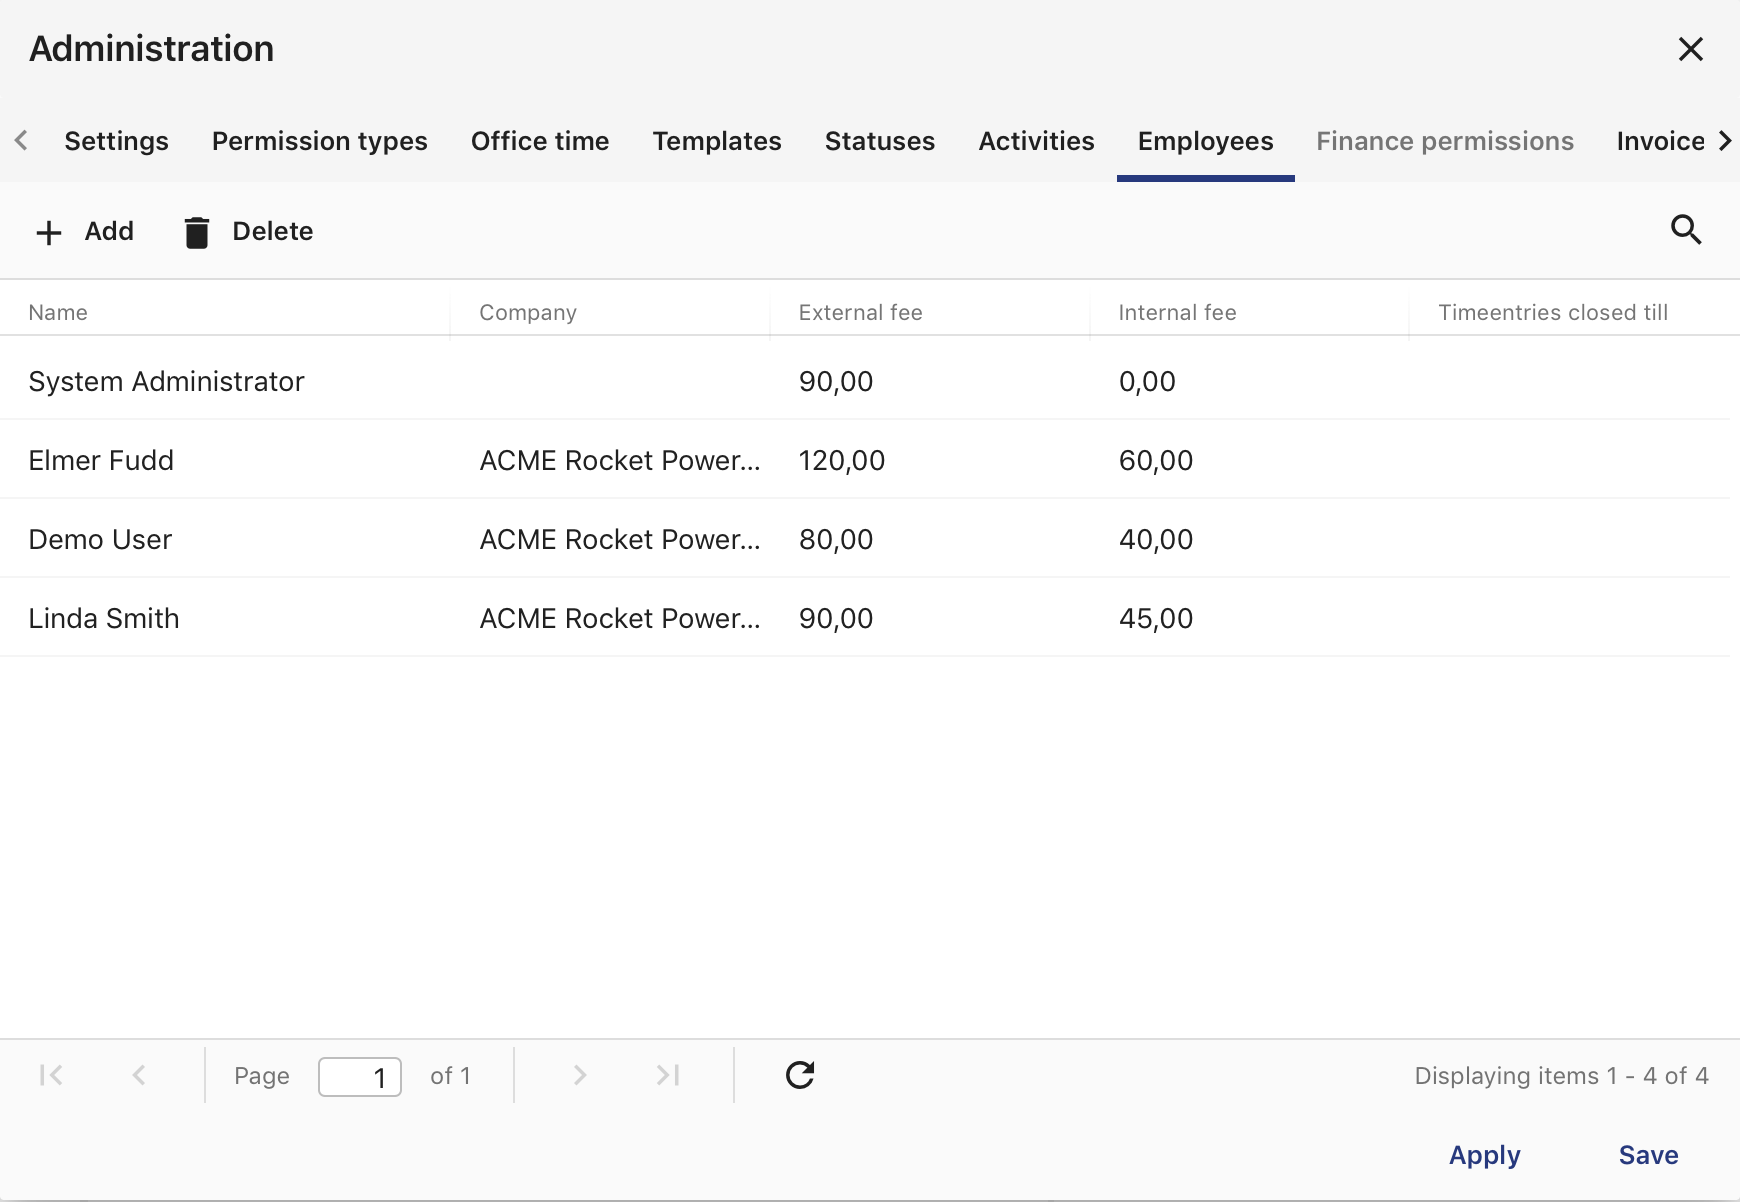 Administration
Settings Permission types Office time Templates Statuses Activities Employees Finance permissions Invoice
Add Delete
Name Company External fee Internal fee Timeentries closed till
System Administrator 90,00 0,00
Elmer Fudd ACME Rocket Power... 120,00 60,00
Demo User ACME Rocket Power... 80,00 40,00
Linda Smith ACME Rocket Power... 90,00 45,00
Page 1 of 1 Displaying items 1 - 4 of 4
Apply Save